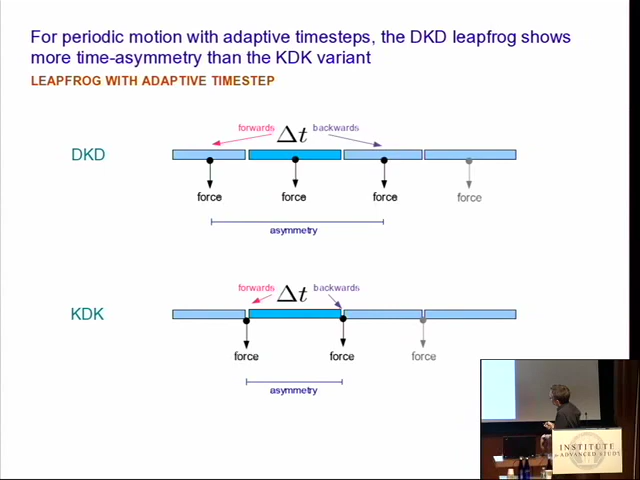 For periodic motion with adaptive timesteps, the DKD leapfrog shows
more time-asymmetry than the KDK variant
LEAPFROG WITH ADAPTIVE TIMESTEP
forwards Δt backwards
DKD
force force force force
asymmetry
forwards Δt backwards
KDK
force force force
asymmetry
INSTITUTE
for ADVANCED STUDY